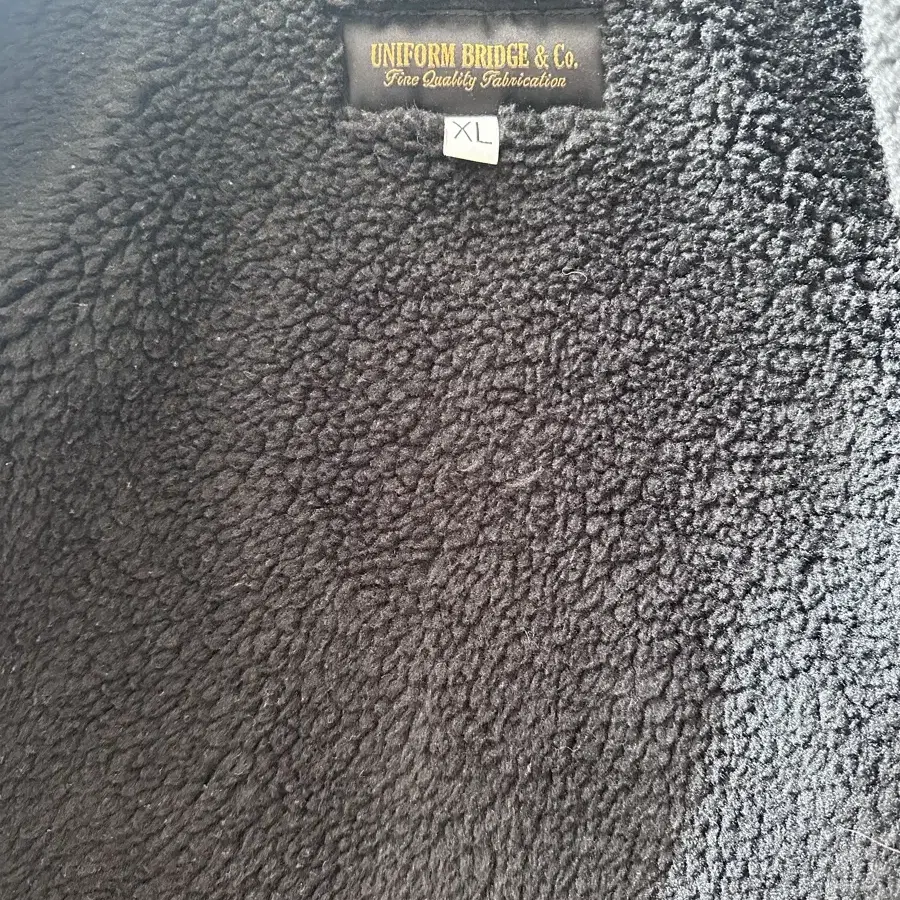 UNIFORM BRIDGE & Co.
Fine Quality Fabrication
XL